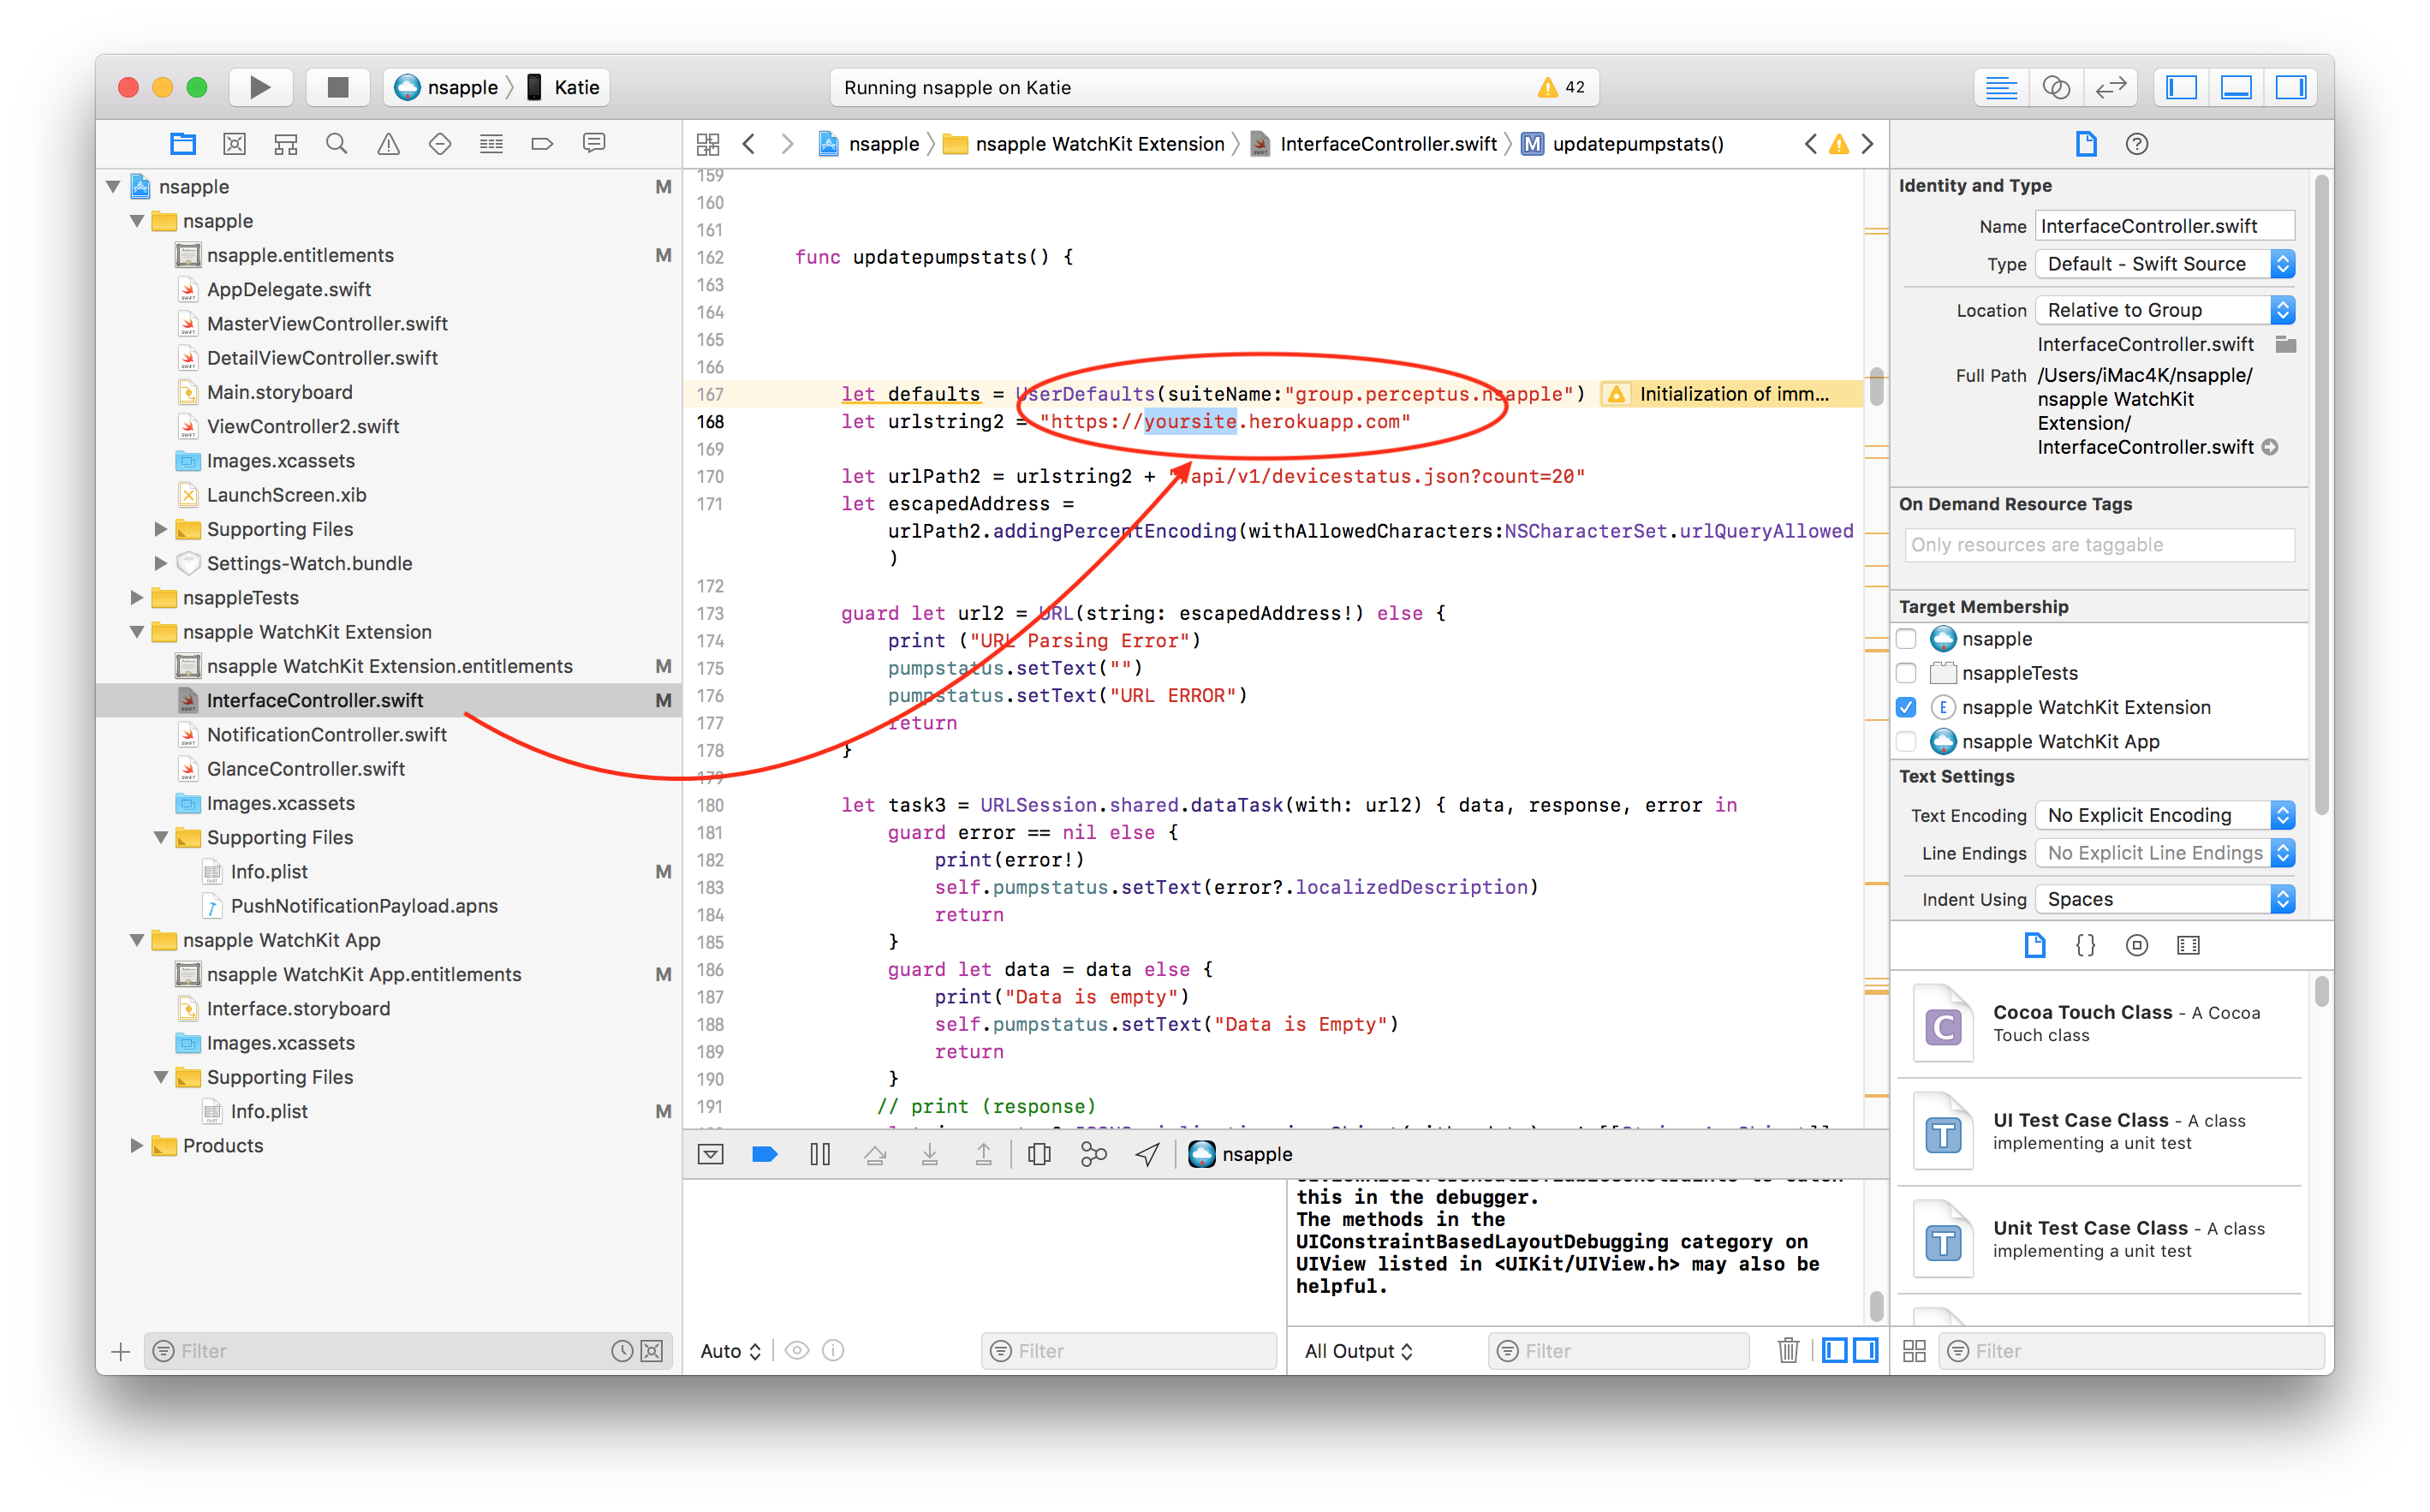 nsapple 〉 Katie
Running nsapple on Katie
42
nsapple 〉 nsapple WatchKit Extension 〉 InterfaceController.swift 〉 M updatepumpstats()
nsapple M
nsapple
nsapple.entitlements M
AppDelegate.swift
MasterViewController.swift
DetailViewController.swift
Main.storyboard
ViewController2.swift
Images.xcassets
LaunchScreen.xib
Supporting Files
Settings-Watch.bundle
nsappleTests
nsapple WatchKit Extension
nsapple WatchKit Extension.entitlements M
InterfaceController.swift M
NotificationController.swift
GlanceController.swift
Images.xcassets
Supporting Files
Info.plist M
PushNotificationPayload.apns
nsapple WatchKit App
nsapple WatchKit App.entitlements M
Interface.storyboard
Images.xcassets
Supporting Files
Info.plist M
Products
Filter
159
160
161
162 func updatepumpstats() {
163
164
165
166
167 let defaults = UserDefaults(suiteName:"group.perceptus.nsapple") Initialization of imm...
168 let urlstring2 = "https://yoursite.herokuapp.com"
169
170 let urlPath2 = urlstring2 + "/api/v1/devicestatus.json?count=20"
171 let escapedAddress =
urlPath2.addingPercentEncoding(withAllowedCharacters:NSCharacterSet.urlQueryAllowed
)
172
173 guard let url2 = URL(string: escapedAddress!) else {
174 print ("URL Parsing Error")
175 pumpstatus.setText("")
176 pumpstatus.setText("URL ERROR")
177 return
178 }
179
180 let task3 = URLSession.shared.dataTask(with: url2) { data, response, error in
181 guard error == nil else {
182 print(error!)
183 self.pumpstatus.setText(error?.localizedDescription)
184 return
185 }
186 guard let data = data else {
187 print("Data is empty")
188 self.pumpstatus.setText("Data is Empty")
189 return
190 }
191 // print (response)
nsapple
this in the debugger.
The methods in the
UIConstraintBasedLayoutDebugging category on
UIView listed in <UIKit/UIView.h> may also be
helpful.
Auto
Filter
All Output
Filter
Identity and Type
Name InterfaceController.swift
Type Default - Swift Source
Location Relative to Group
InterfaceController.swift
Full Path /Users/iMac4K/nsapple/
nsapple WatchKit
Extension/
InterfaceController.swift
On Demand Resource Tags
Only resources are taggable
Target Membership
nsapple
nsappleTests
E nsapple WatchKit Extension
nsapple WatchKit App
Text Settings
Text Encoding No Explicit Encoding
Line Endings No Explicit Line Endings
Indent Using Spaces
{}
C
Cocoa Touch Class - A Cocoa
Touch class
T
UI Test Case Class - A class
implementing a unit test
T
Unit Test Case Class - A class
implementing a unit test
Filter